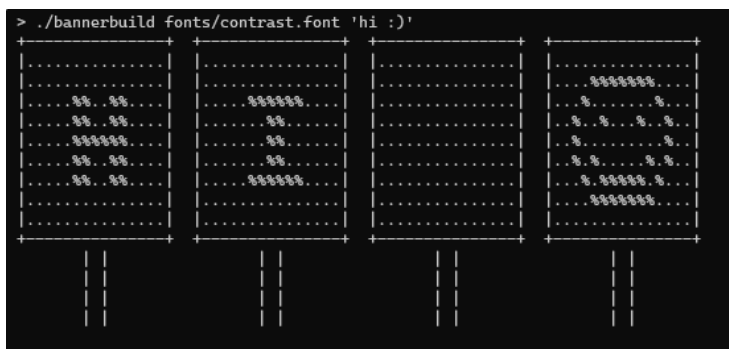 > ./bannerbuild fonts/contrast.font 'hi :)'
+---------------+  +---------------+  +---------------+  +---------------+
|...............|  |...............|  |...............|  |...............|
|...............|  |...............|  |...............|  |....%%%%%%%....|
|.....%%..%%....|  |.....%%%%%%....|  |...............|  |...%.......%...|
|.....%%..%%....|  |.......%%......|  |...............|  |..%..%...%..%..|
|.....%%%%%%....|  |.......%%......|  |...............|  |..%.........%..|
|.....%%..%%....|  |.......%%......|  |...............|  |..%.%.....%.%..|
|.....%%..%%....|  |.....%%%%%%....|  |...............|  |...%.%%%%%.%...|
|...............|  |...............|  |...............|  |....%%%%%%%....|
|...............|  |...............|  |...............|  |...............|
+---------------+  +---------------+  +---------------+  +---------------+
       | |                | |                | |                | |
       | |                | |                | |                | |
       | |                | |                | |                | |
       | |                | |                | |                | |